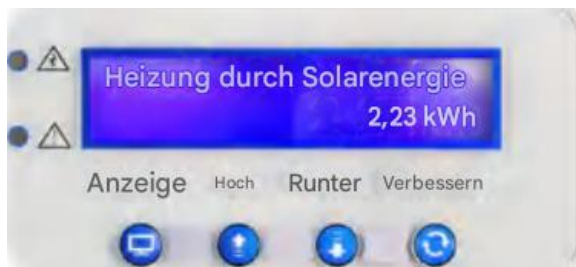 Heizung durch Solarenergie
2,23 kWh
Anzeige Hoch Runter Verbessern